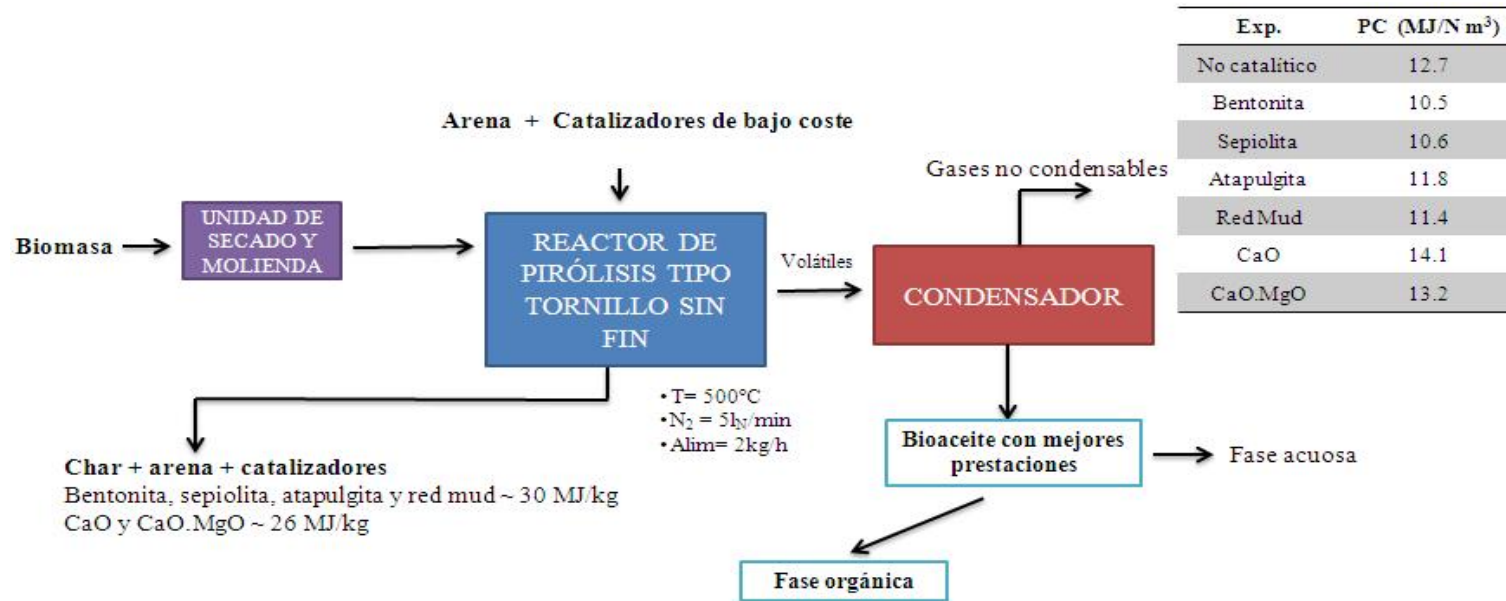 Exp. PC (MJ/N m³)
No catalítico 12.7
Bentonita 10.5
Sepiolita 10.6
Atapulgita 11.8
Red Mud 11.4
CaO 14.1
CaO.MgO 13.2
Arena + Catalizadores de bajo coste
Gases no condensables
Biomasa
UNIDAD DE
SECADO Y
MOLIENDA
REACTOR DE
PIRÓLISIS TIPO
TORNILLO SIN
FIN
Volátiles
CONDENSADOR
• T= 500°C
• N₂ = 5lN/min
• Alim= 2kg/h
Char + arena + catalizadores
Bentonita, sepiolita, atapulgita y red mud ~ 30 MJ/kg
CaO y CaO.MgO ~ 26 MJ/kg
Bioaceite con mejores
prestaciones
Fase acuosa
Fase orgánica